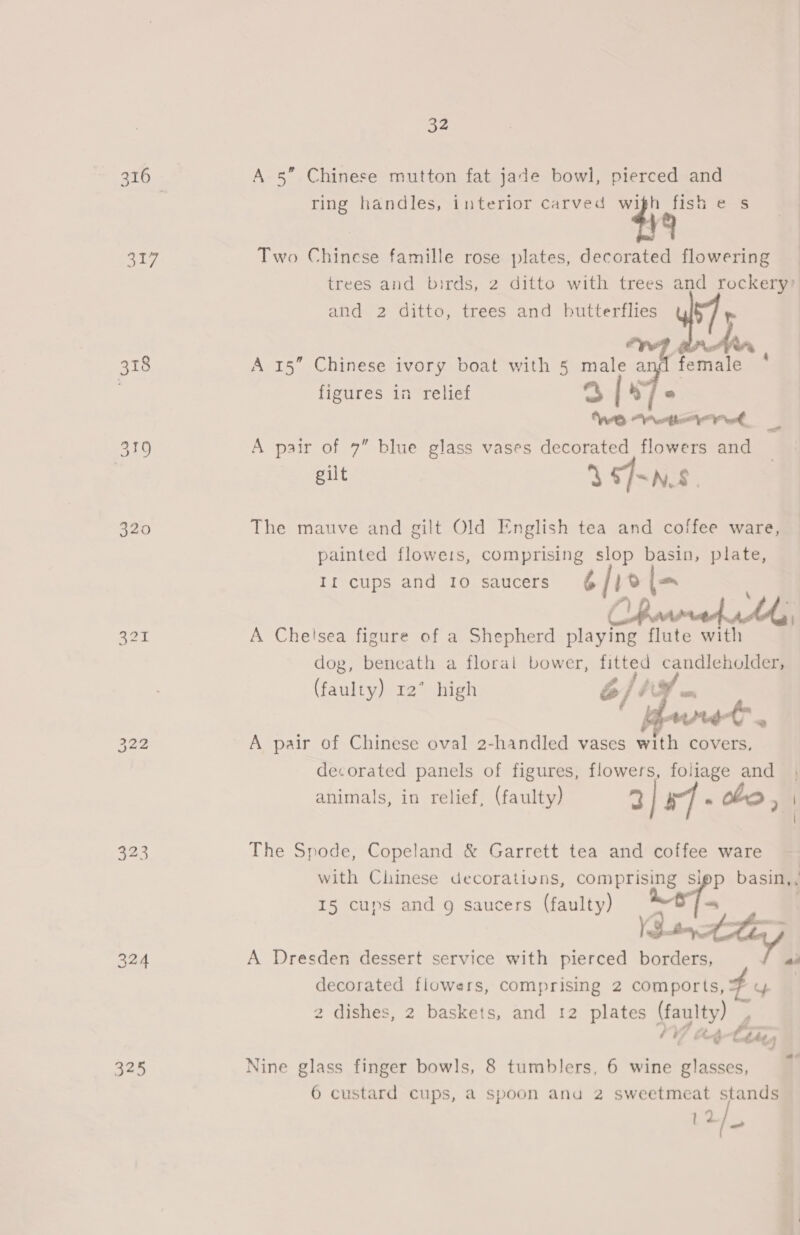 32
316 A 5" Chinese mutton fat jade bowl, pierced and
ring handles, interior carved with fish e s
317 Two Chinese famille rose plates, decorated flowering
trees and birds, 2 ditto with trees and rockery
and 2 ditto, trees and butterflies
318 A 15" Chinese ivory boat with 5 male and female
figures in relief
319 A pair of 7" blue glass vases decorated flowers and
gilt N.S.
320 The mauve and gilt Old English tea and coffee ware,
painted flowers, comprising slop basin, plate,
11 cups and 10 saucers 6/10/-
321 A Chelsea figure of a Shepherd playing flute with
dog, beneath a floral bower, fitted candleholder,
(faulty) 12" high
322 A pair of Chinese oval 2-handled vases with covers,
decorated panels of figures, flowers, foliage and
animals, in relief, (faulty)
323 The Spode, Copeland & Garrett tea and coffee ware
with Chinese decorations, comprising slop basin,
15 cups and 9 saucers (faulty)
324 A Dresden dessert service with pierced borders,
decorated flowers, comprising 2 comports,
2 dishes, 2 baskets, and 12 plates (faulty)
325 Nine glass finger bowls, 8 tumblers, 6 wine glasses,
6 custard cups, a spoon and 2 sweetmeat stands
12/-